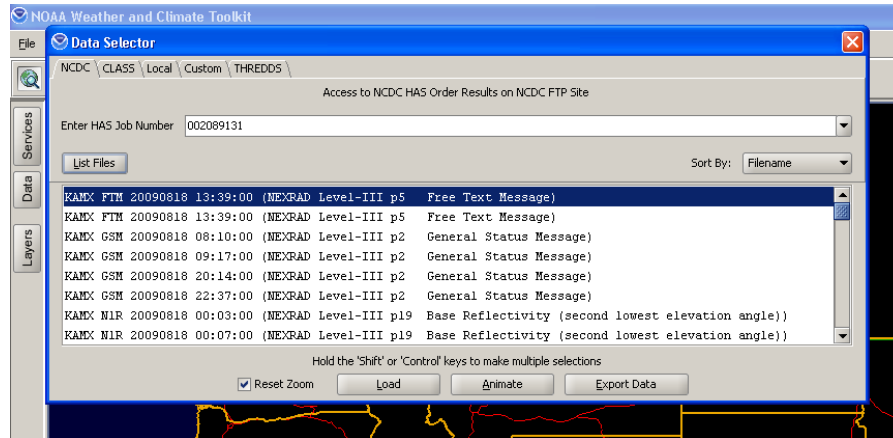 NOAA Weather and Climate Toolkit
File
Data Selector
NCDC CLASS Local Custom THREDDS
Access to NCDC HAS Order Results on NCDC FTP Site
Enter HAS Job Number 002089131
List Files Sort By: Filename
KAMX FTM 20090818 13:39:00 (NEXRAD Level-III p5 Free Text Message)
KAMX FTM 20090818 13:39:00 (NEXRAD Level-III p5 Free Text Message)
KAMX GSM 20090818 08:10:00 (NEXRAD Level-III p2 General Status Message)
KAMX GSM 20090818 09:17:00 (NEXRAD Level-III p2 General Status Message)
KAMX GSM 20090818 20:14:00 (NEXRAD Level-III p2 General Status Message)
KAMX GSM 20090818 22:37:00 (NEXRAD Level-III p2 General Status Message)
KAMX N1R 20090818 00:03:00 (NEXRAD Level-III p19 Base Reflectivity (second lowest elevation angle))
KAMX N1R 20090818 00:07:00 (NEXRAD Level-III p19 Base Reflectivity (second lowest elevation angle))
Hold the 'Shift' or 'Control' keys to make multiple selections
Reset Zoom Load Animate Export Data
Services
Data
Layers